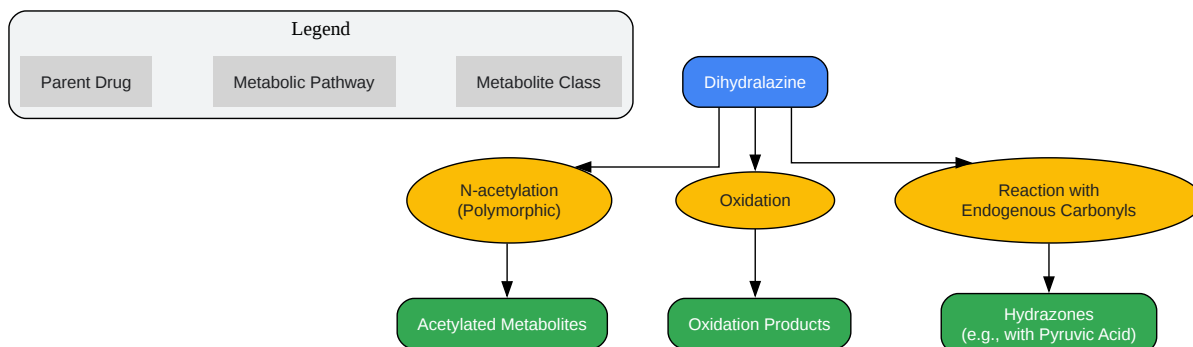 Legend
Parent Drug
Metabolic Pathway
Metabolite Class
Dihydralazine
N-acetylation
(Polymorphic)
Oxidation
Reaction with
Endogenous Carbonyls
Acetylated Metabolites
Oxidation Products
Hydrazones
(e.g., with Pyruvic Acid)